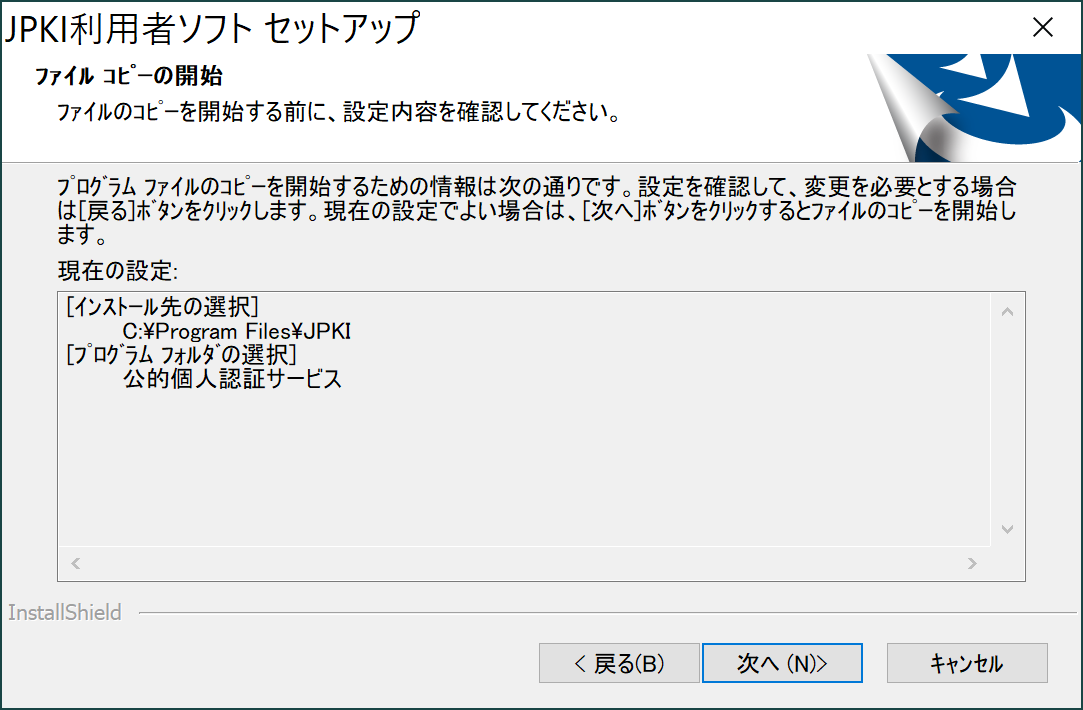 JPKI利用者ソフト セットアップ
ファイル コピーの開始
ファイルのコピーを開始する前に、設定内容を確認してください。
プログラム ファイルのコピーを開始するための情報は次の通りです。設定を確認して、変更を必要とする場合
は[戻る]ボタンをクリックします。現在の設定でよい場合は、[次へ]ボタンをクリックするとファイルのコピーを開始し
ます。
現在の設定:
[インストール先の選択]
C:¥Program Files¥JPKI
[プログラム フォルダの選択]
公的個人認証サービス
InstallShield
< 戻る(B)
次へ (N)>
キャンセル